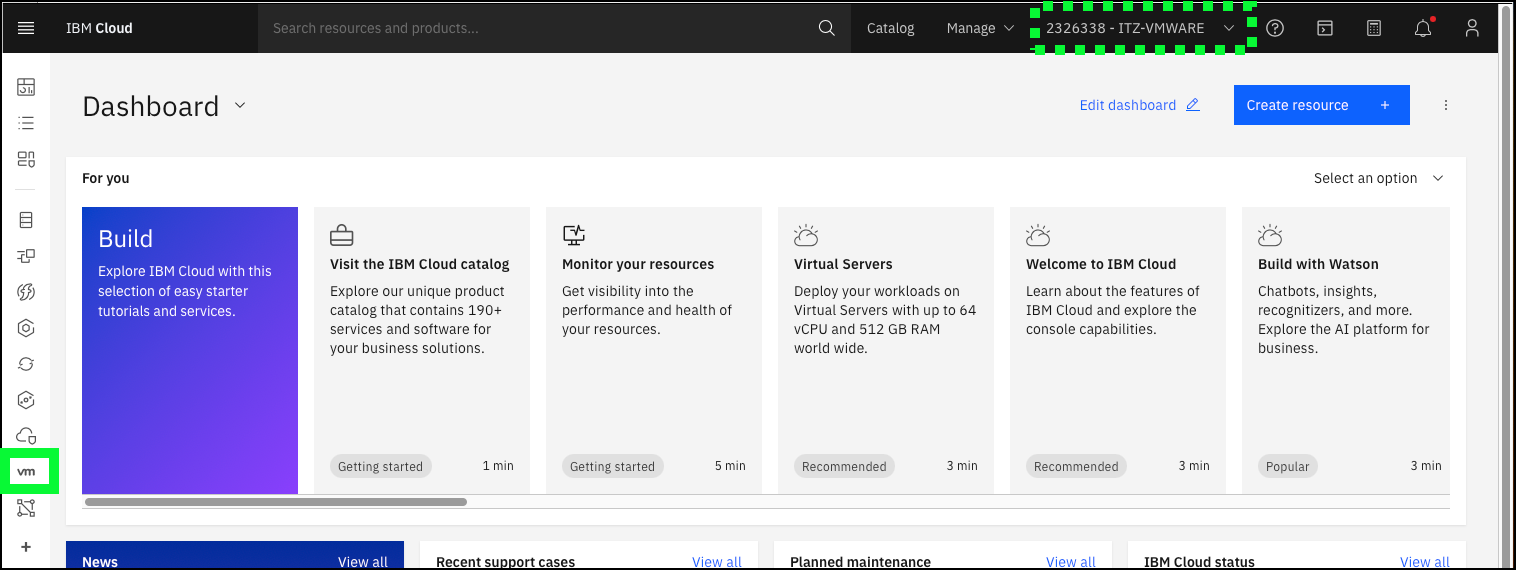 IBM Cloud
Search resources and products...
Catalog
Manage
2326338 - ITZ-VMWARE
Dashboard
Edit dashboard
Create resource +
For you
Select an option
Build
Explore IBM Cloud with this
selection of easy starter
tutorials and services.
Visit the IBM Cloud catalog
Explore our unique product
catalog that contains 190+
services and software for
your business solutions.
Getting started
1 min
Monitor your resources
Get visibility into the
performance and health of
your resources.
Getting started
5 min
Virtual Servers
Deploy your workloads on
Virtual Servers with up to 64
vCPU and 512 GB RAM
world wide.
Recommended
3 min
Welcome to IBM Cloud
Learn about the features of
IBM Cloud and explore the
console capabilities.
Recommended
3 min
Build with Watson
Chatbots, insights,
recognizers, and more.
Explore the AI platform for
business.
Popular
3 min
vm
News
View all
Recent support cases
View all
Planned maintenance
View all
IBM Cloud status
View all